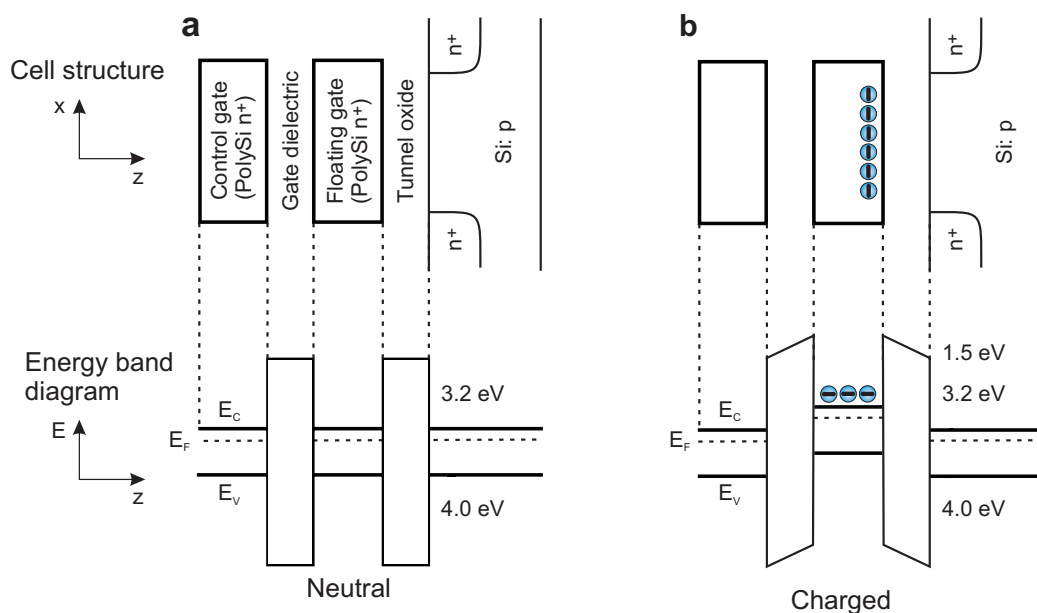 a
b
Cell structure
x
z
Control gate
(PolySi n⁺)
Gate dielectric
Floating gate
(PolySi n⁺)
Tunnel oxide
n⁺
Si: p
n⁺
n⁺
Si: p
n⁺
Energy band
diagram
E
z
E_C
E_F
E_V
3.2 eV
4.0 eV
Neutral
E_C
E_F
E_V
1.5 eV
3.2 eV
4.0 eV
Charged